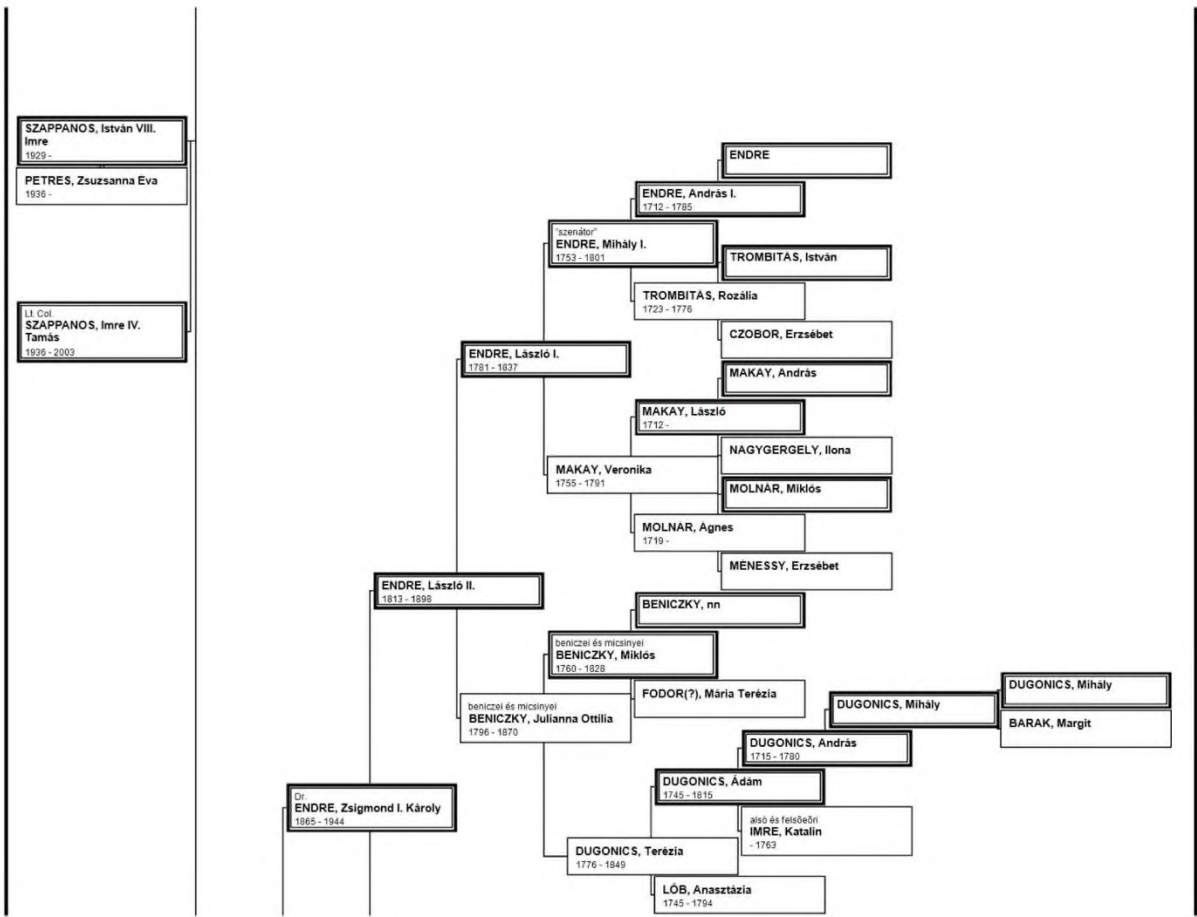 SZAPPANOS, István VIII.
Imre
1929 -
PETRES, Zsuzsanna Éva
1936 -
Lt. Col.
SZAPPANOS, Imre IV.
Tamás
1936 - 2003
ENDRE
ENDRE, András I.
1712 - 1785
"szenátor"
ENDRE, Mihály I.
1753 - 1801
TROMBITÁS, István
TROMBITÁS, Rozália
1723 - 1776
CZOBOR, Erzsébet
ENDRE, László I.
1781 - 1837
MAKAY, András
MAKAY, László
1712 -
NAGYGERGELY, Ilona
MAKAY, Veronika
1755 - 1791
MOLNÁR, Miklós
MOLNÁR, Ágnes
1719 -
MÉNESSY, Erzsébet
ENDRE, László II.
1813 - 1898
BENICZKY, nn
beniczei és micsinyei
BENICZKY, Miklós
1760 - 1828
FODOR(?), Mária Terézia
beniczei és micsinyei
BENICZKY, Julianna Ottilia
1796 - 1870
DUGONICS, Mihály
DUGONICS, Mihály
BARAK, Margit
DUGONICS, András
1715 - 1780
DUGONICS, Ádám
1745 - 1815
alsó és felsőeőri
IMRE, Katalin
- 1763
Dr.
ENDRE, Zsigmond I. Károly
1865 - 1944
DUGONICS, Terézia
1776 - 1849
LÖB, Anasztázia
1745 - 1794